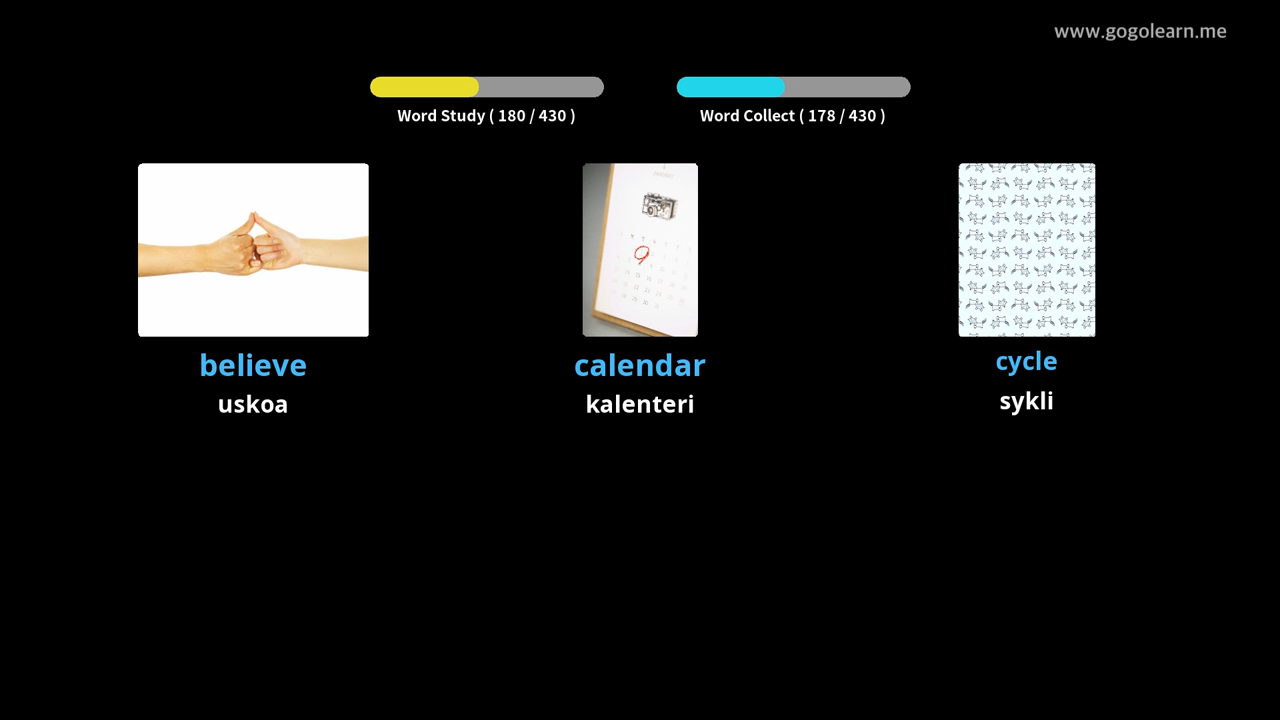 www.gogolearn.me
Word Study ( 180 / 430 )
Word Collect ( 178 / 430 )
believe
uskoa
calendar
kalenteri
cycle
sykli